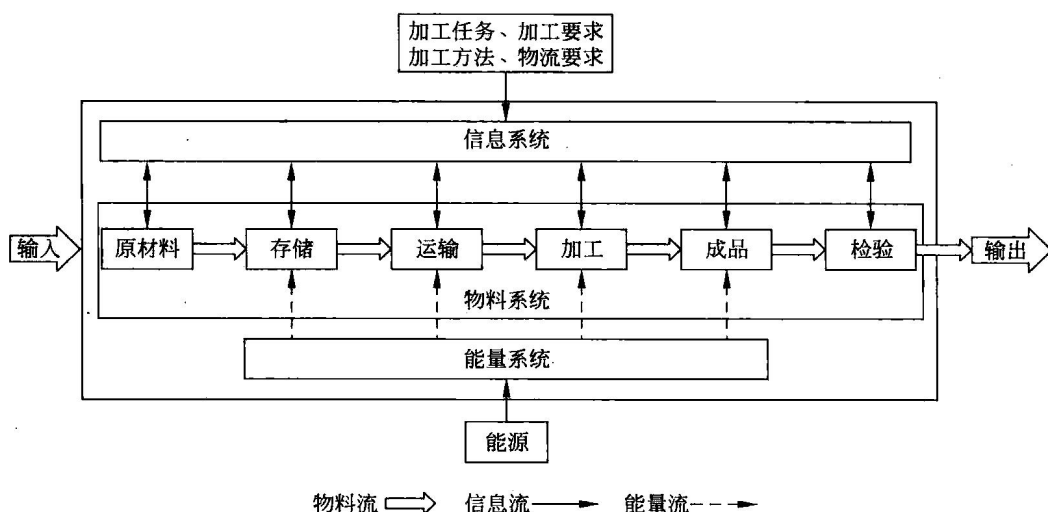 加工任务、加工要求
加工方法、物流要求
信息系统
输入
原材料
存储
运输
加工
成品
检验
输出
物料系统
能量系统
能源
物料流
信息流
能量流